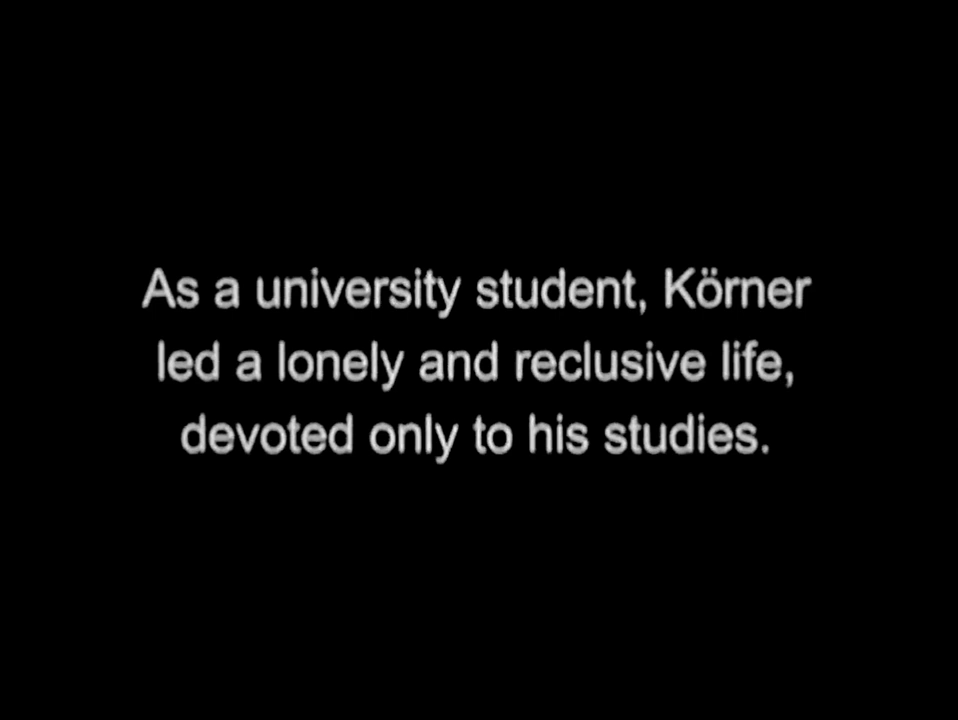 As a university student, Körner
led a lonely and reclusive life,
devoted only to his studies.